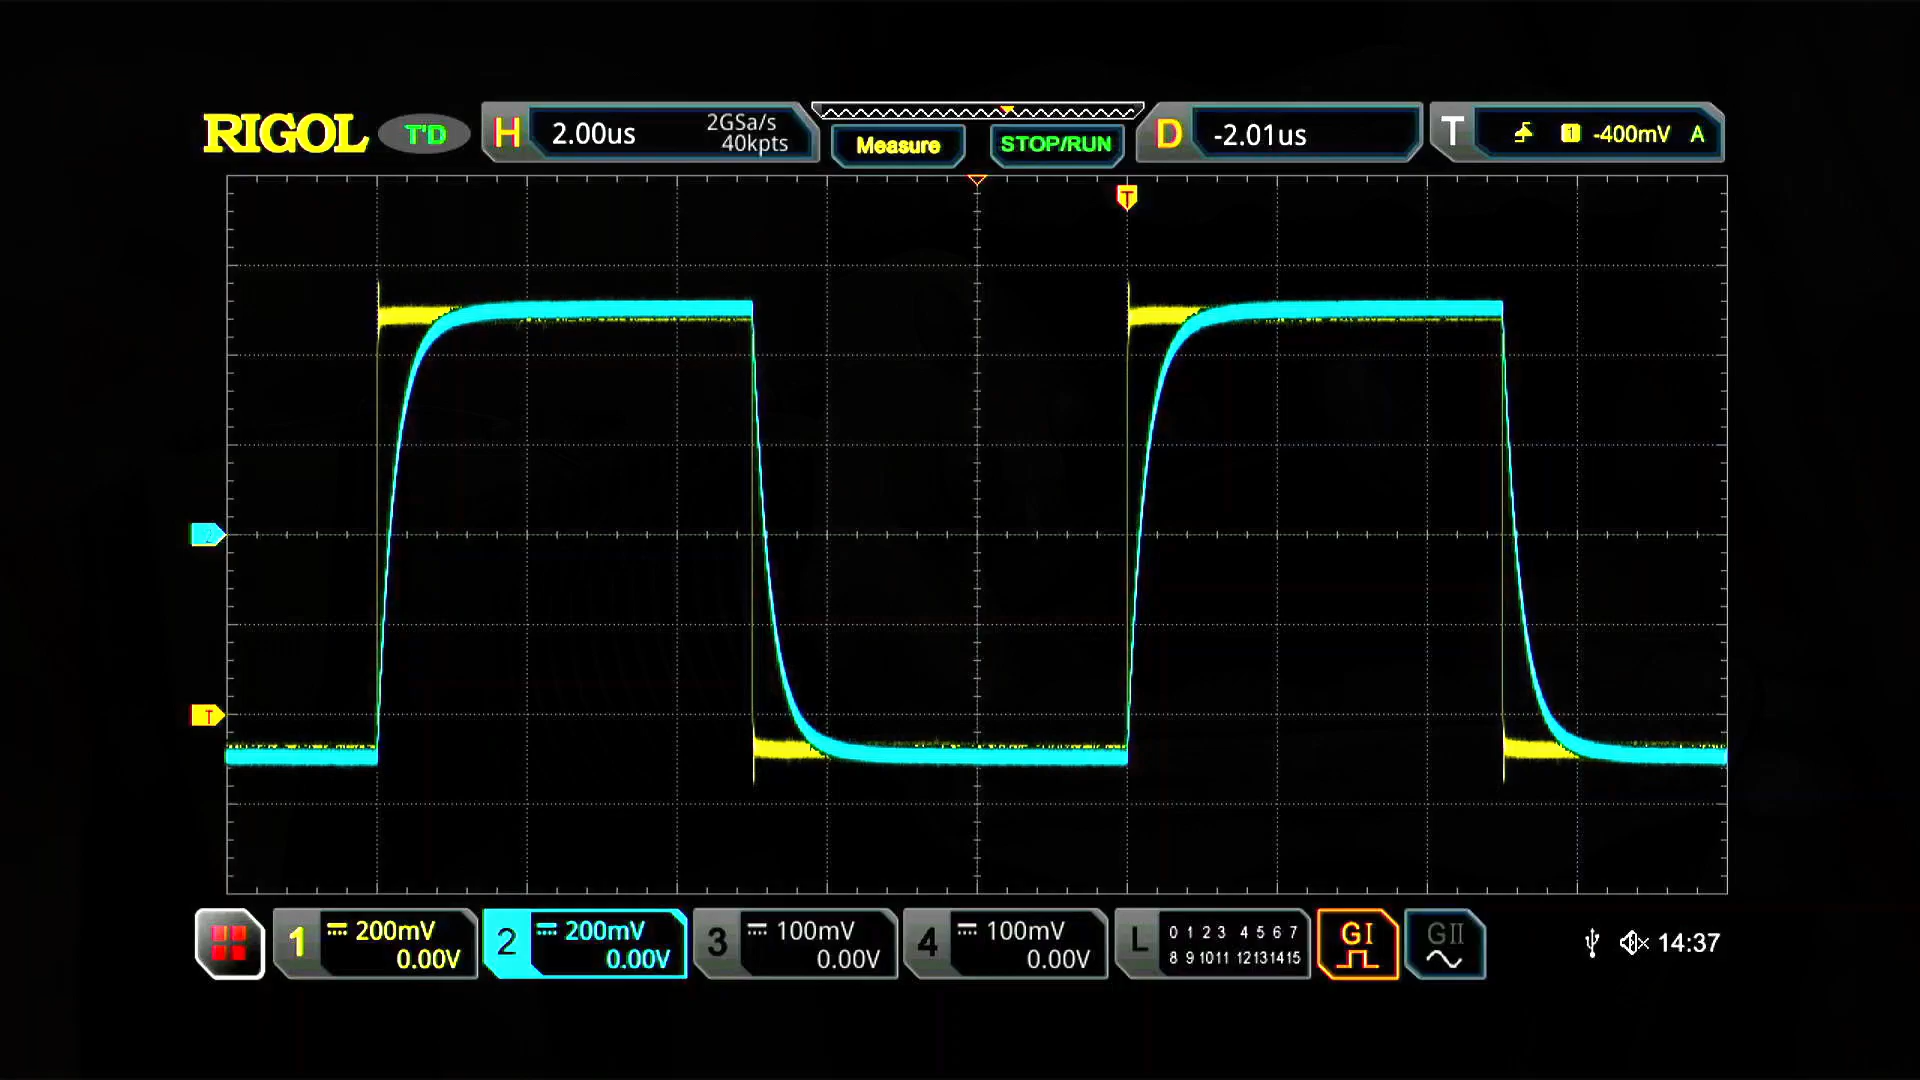 RIGOL T'D H 2.00us 2GSa/s 40kpts Measure STOP/RUN D -2.01us T 1 -400mV A
T
2
T
1 200mV 0.00V 2 200mV 0.00V 3 100mV 0.00V 4 100mV 0.00V L 0 1 2 3 4 5 6 7 8 9 10 11 12 13 14 15 GI GII 14:37